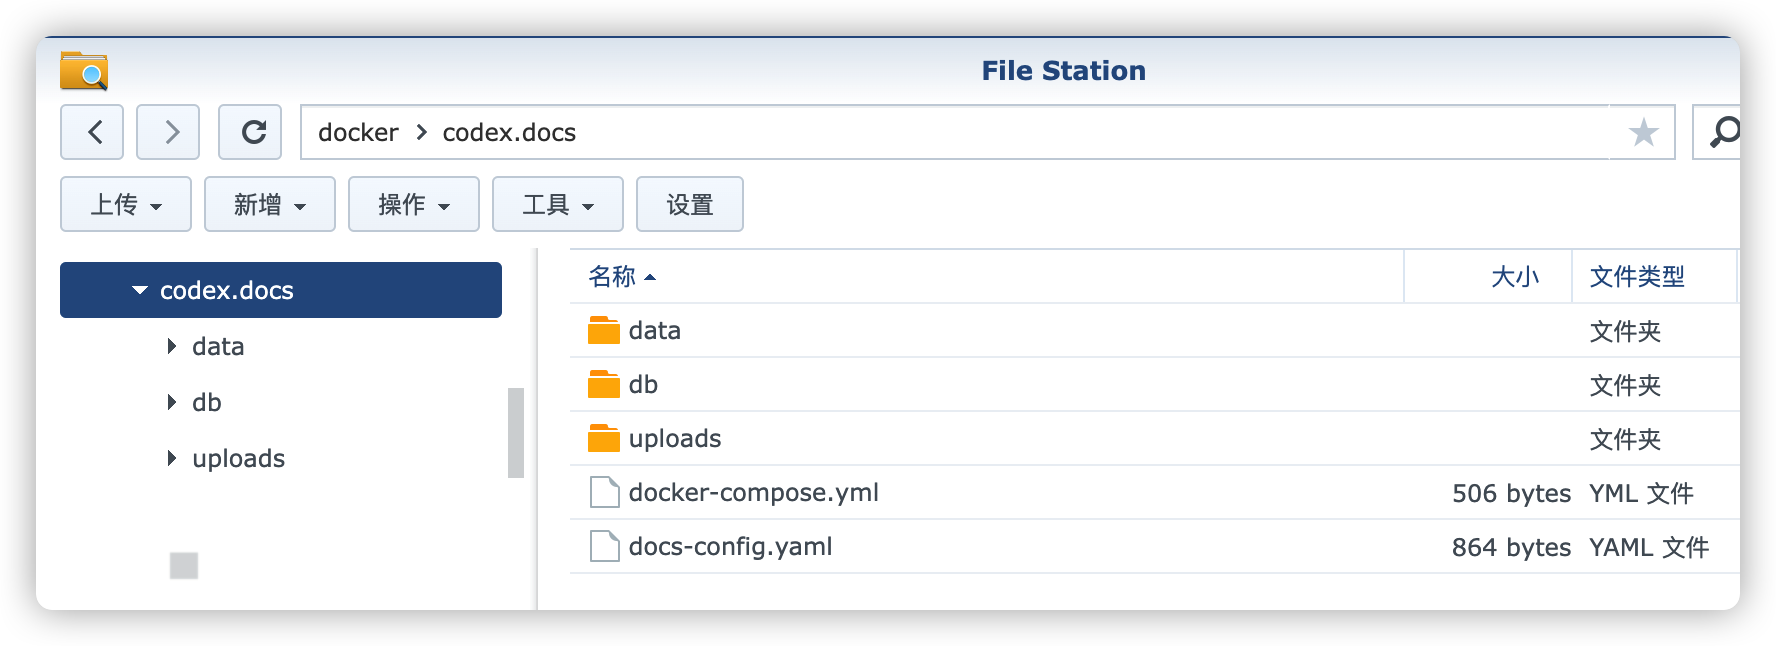 File Station
docker > codex.docs
上传 新增 操作 工具 设置
codex.docs
data
db
uploads
名称 大小 文件类型
data 文件夹
db 文件夹
uploads 文件夹
docker-compose.yml 506 bytes YML 文件
docs-config.yaml 864 bytes YAML 文件